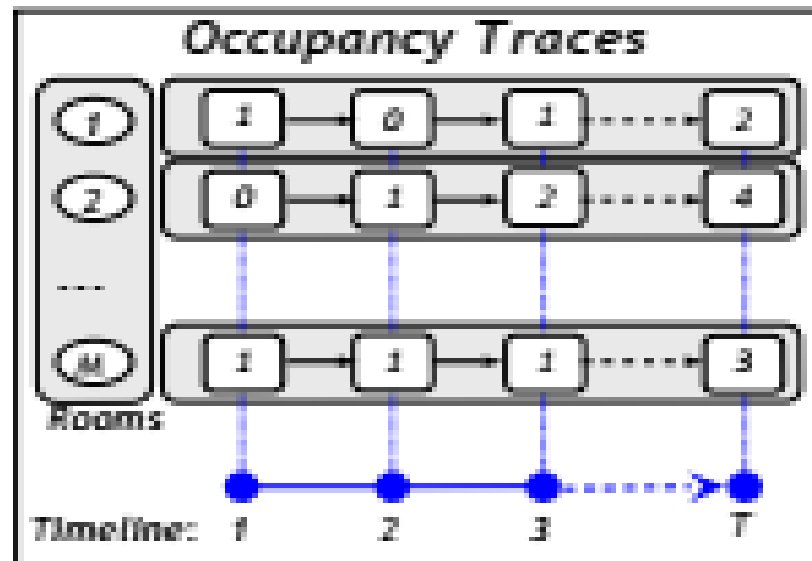 Occupancy Traces
1 1 0 1 2
2 0 1 2 4
....
M 1 1 1 3
Rooms
Timeline: 1 2 3 T